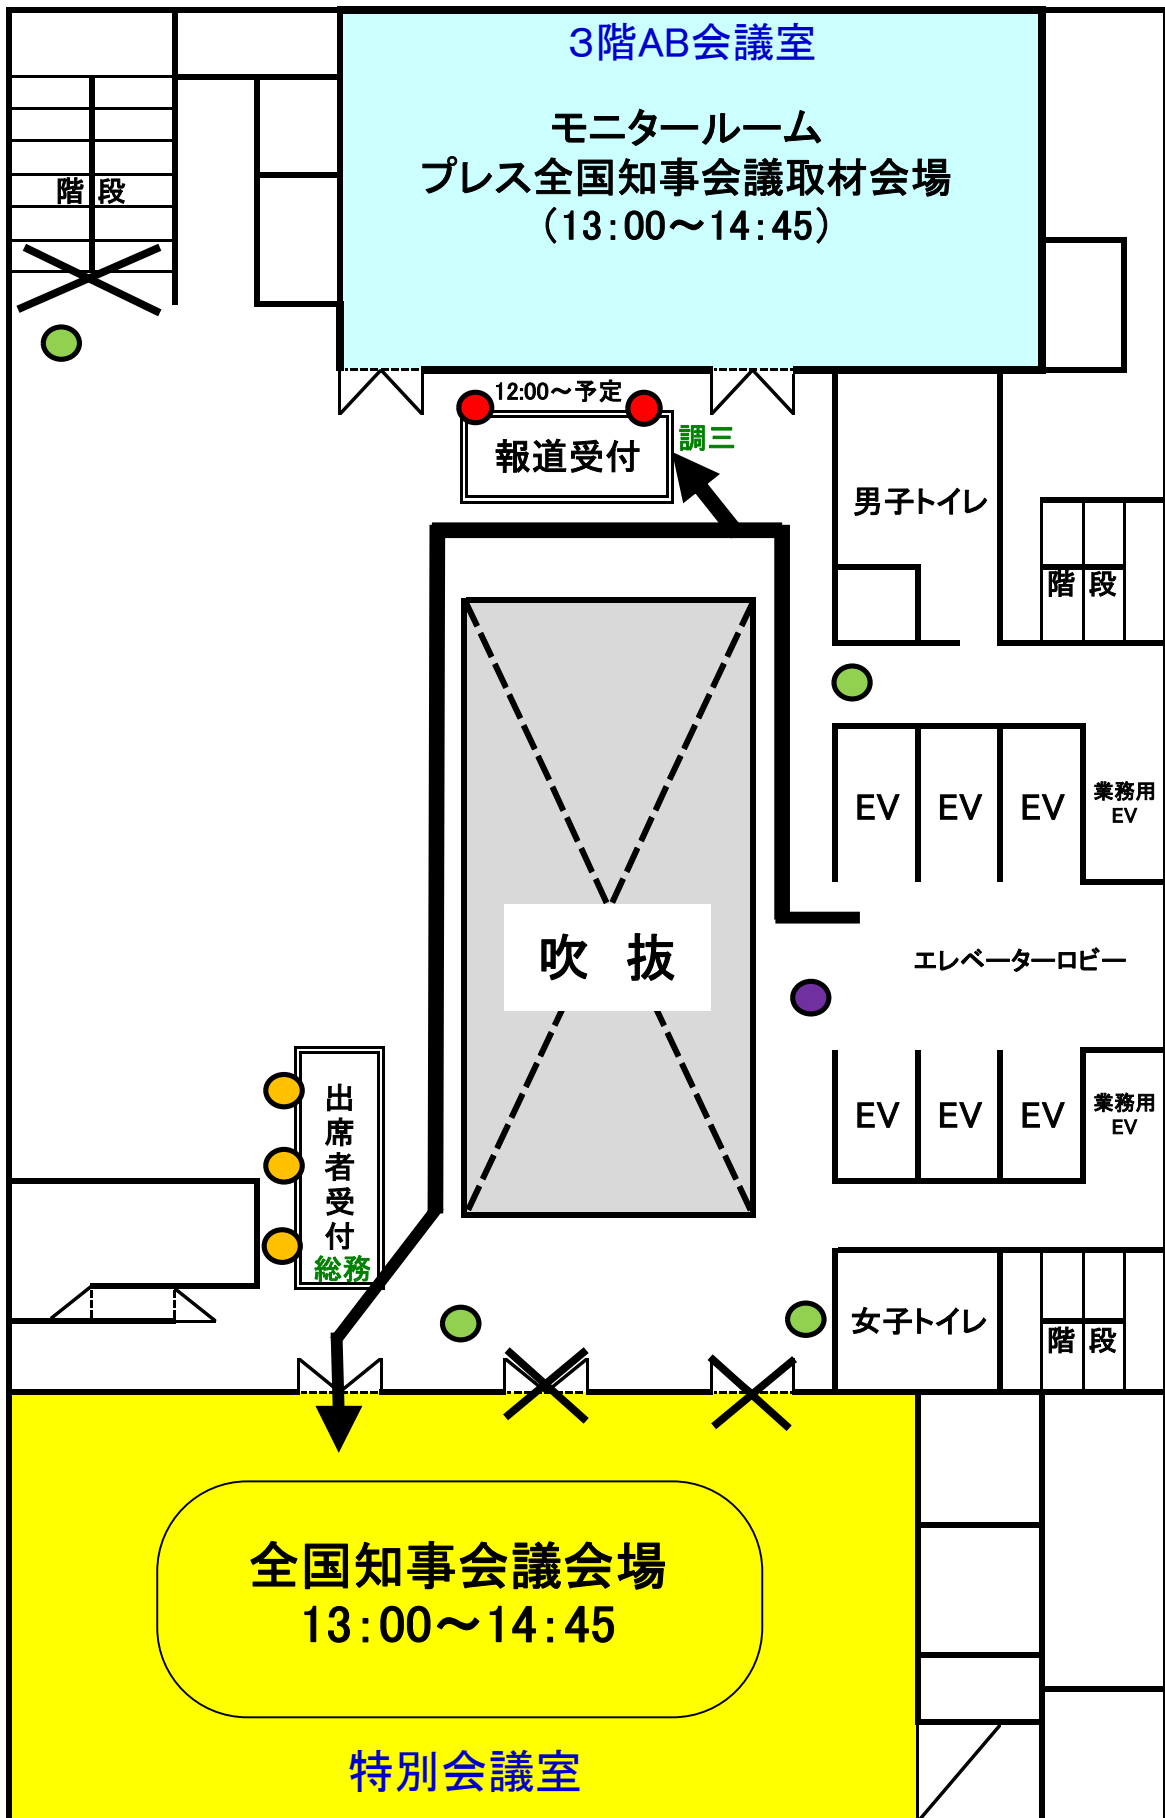 ３階AB会議室
モニタールーム
プレス全国知事会議取材会場
（13：00～14：45）
階 段
12:00～予定
報道受付
調三
男子トイレ
階 段
EV
EV
EV
業務用
EV
吹 抜
エレベーターロビー
出席者受付
総務
EV
EV
EV
業務用
EV
女子トイレ
階 段
全国知事会議会場
13：00～14：45
特別会議室